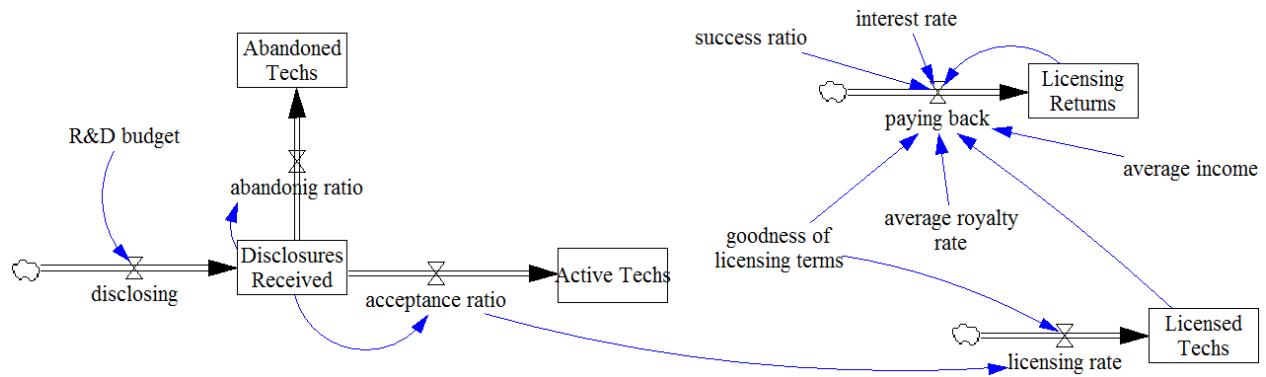 Abandoned
Techs
R&D budget
abandonig ratio
disclosing
Disclosures
Received
acceptance ratio
Active Techs
interest rate
success ratio
Licensing
Returns
paying back
average income
average royalty
rate
goodness of
licensing terms
licensing rate
Licensed
Techs